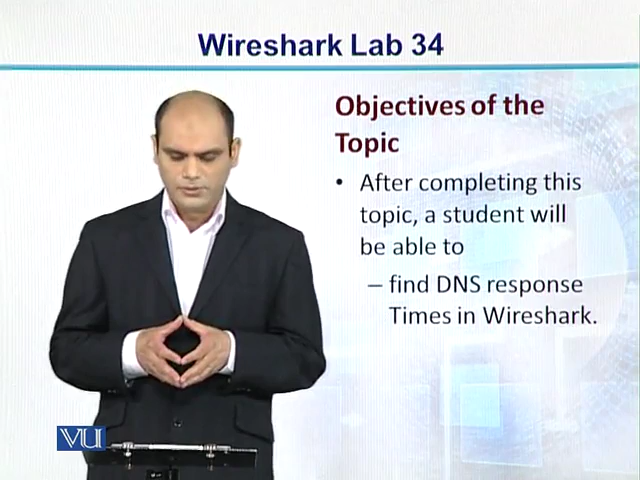 Wireshark Lab 34
Objectives of the
Topic
• After completing this
topic, a student will
be able to
– find DNS response
Times in Wireshark.
VU